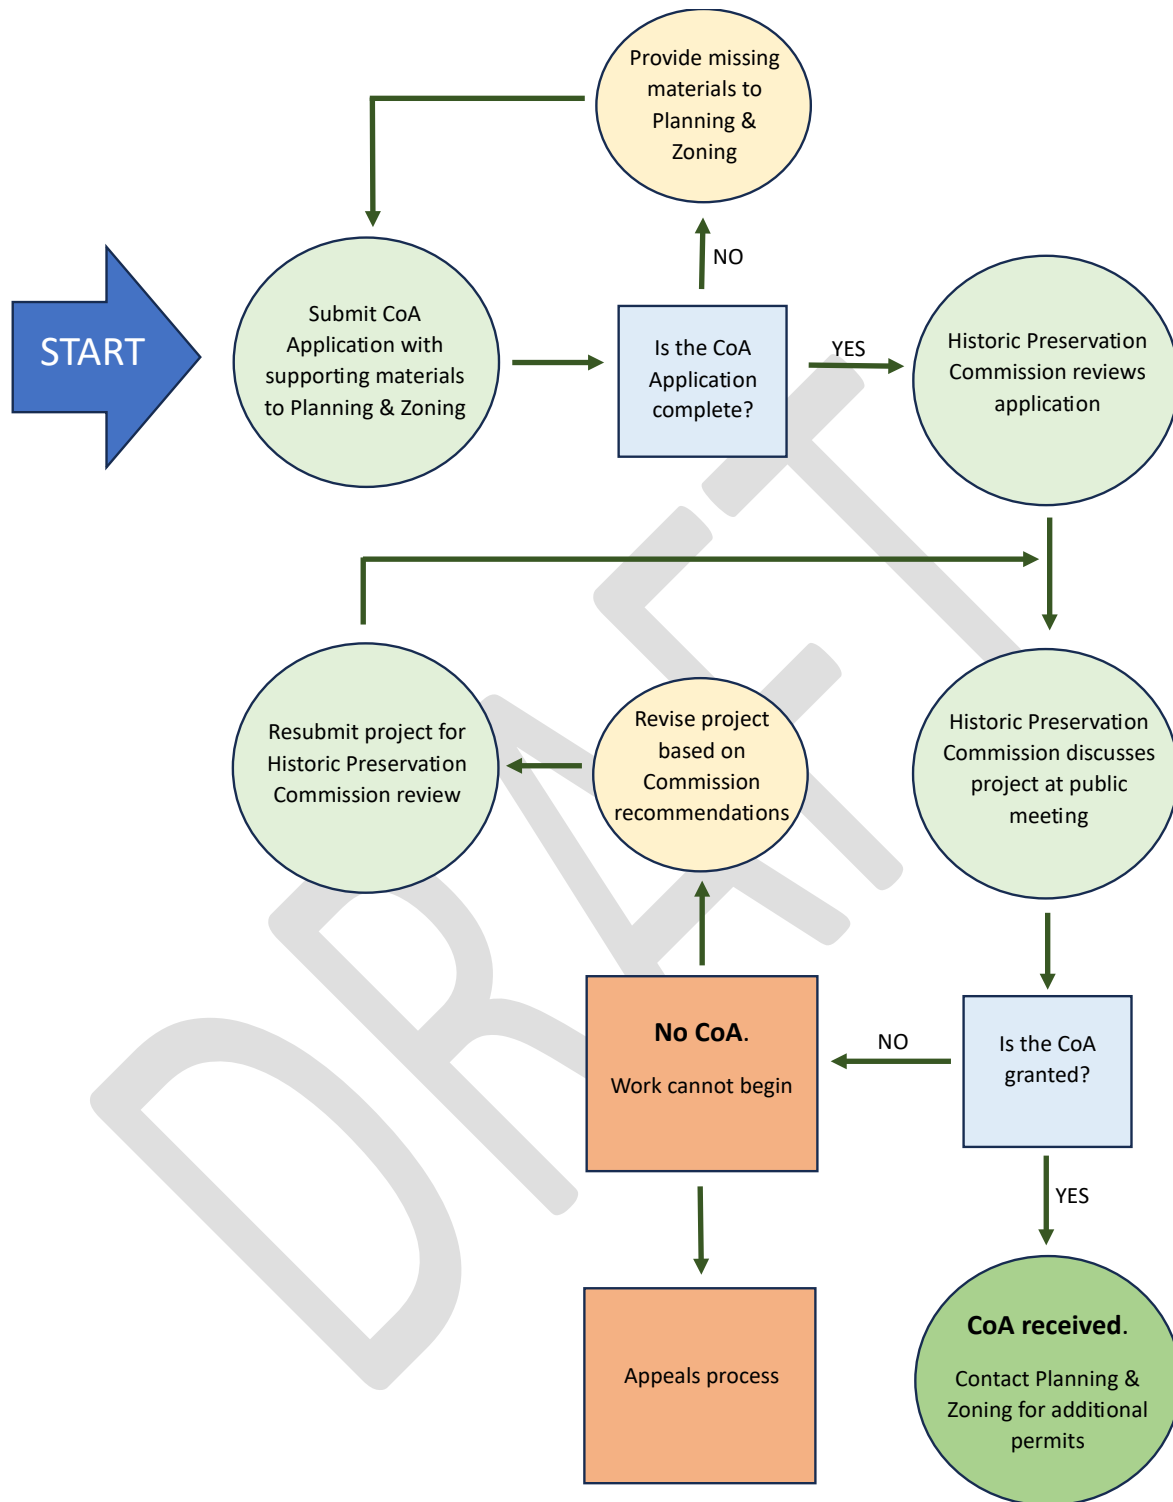 Provide missing
materials to
Planning &
Zoning
NO
START
Submit CoA
Application with
supporting materials
to Planning & Zoning
Is the CoA
Application
complete?
YES
Historic Preservation
Commission reviews
application
Resubmit project for
Historic Preservation
Commission review
Revise project
based on
Commission
recommendations
Historic Preservation
Commission discusses
project at public
meeting
No CoA.
Work cannot begin
NO
Is the CoA
granted?
YES
Appeals process
CoA received.
Contact Planning &
Zoning for additional
permits
DRAFT